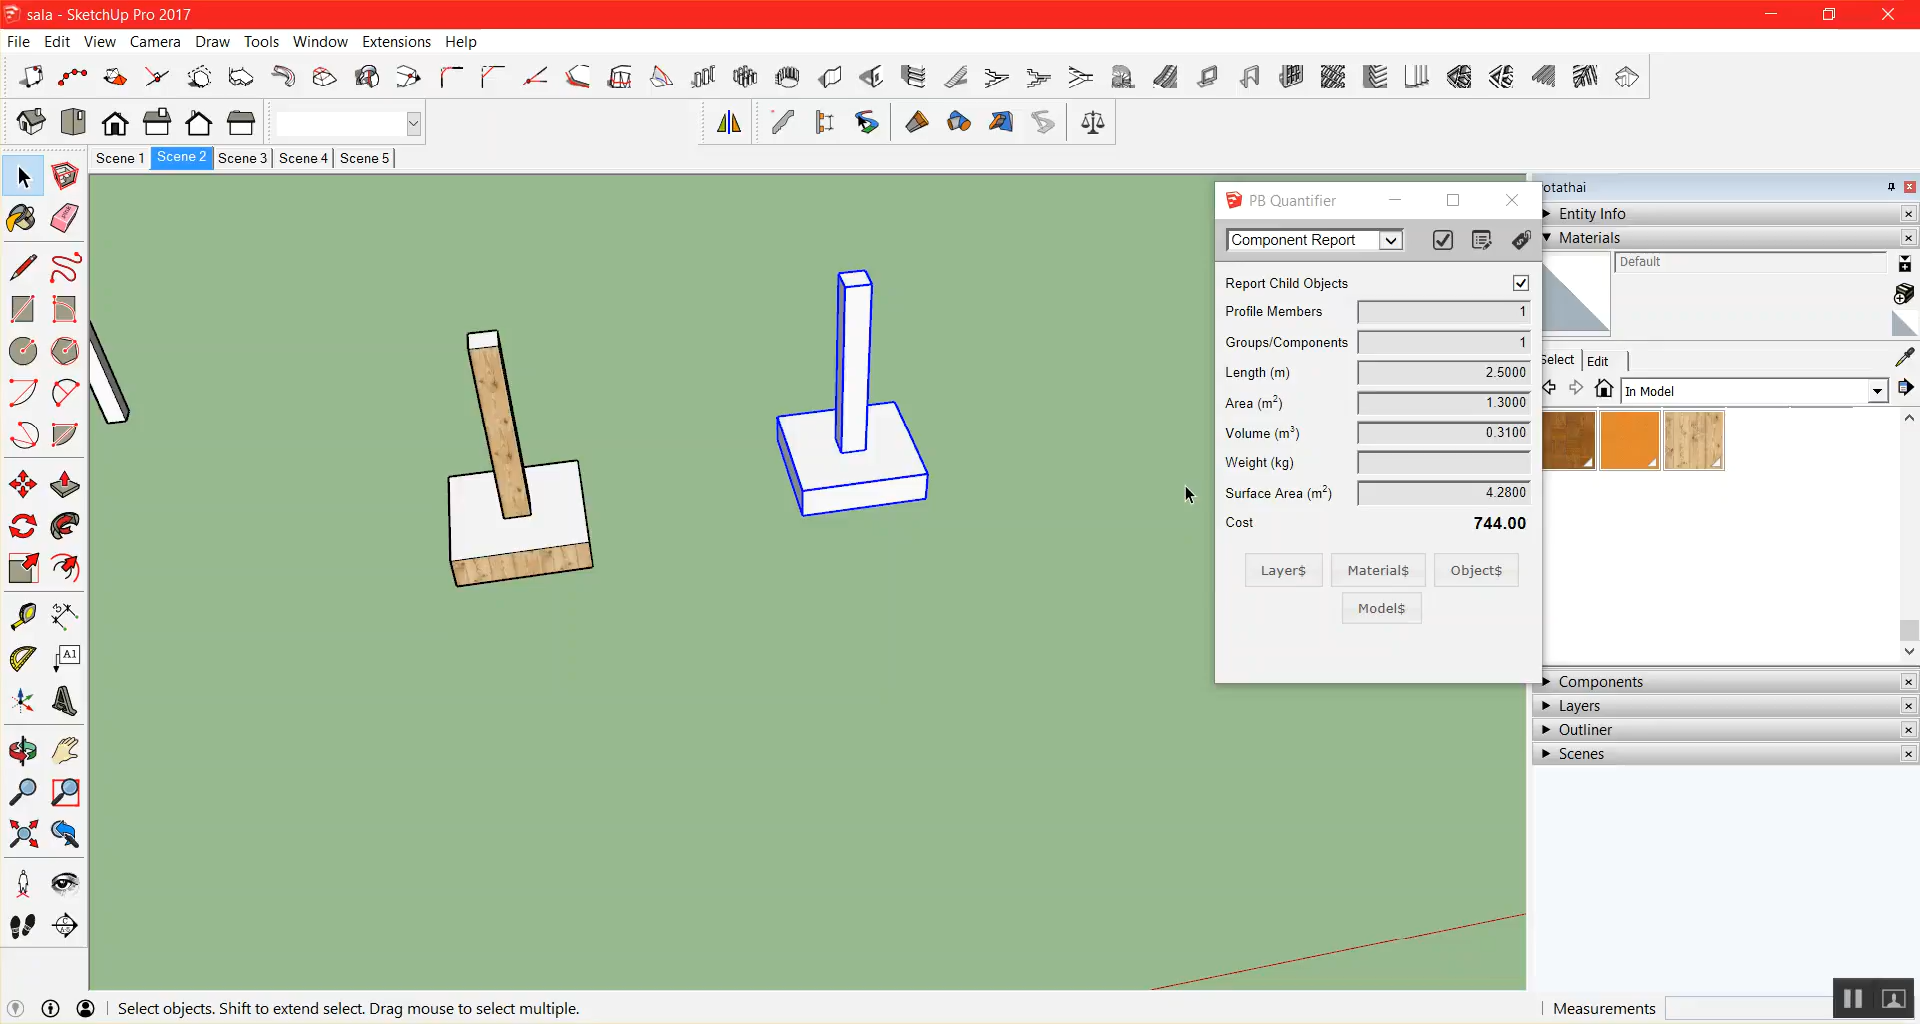 sala - SketchUp Pro 2017
File Edit View Camera Draw Tools Window Extensions Help
Scene 1 Scene 2 Scene 3 Scene 4 Scene 5
PB Quantifier
Component Report
Report Child Objects
Profile Members 1
Groups/Components 1
Length (m) 2.5000
Area (m²) 1.3000
Volume (m³) 0.3100
Weight (kg)
Surface Area (m²) 4.2800
Cost 744.00
Layer$ Material$ Object$
Model$
otathai
Entity Info
Materials
Default
Select Edit
In Model
Components
Layers
Outliner
Scenes
A1
Select objects. Shift to extend select. Drag mouse to select multiple.
Measurements